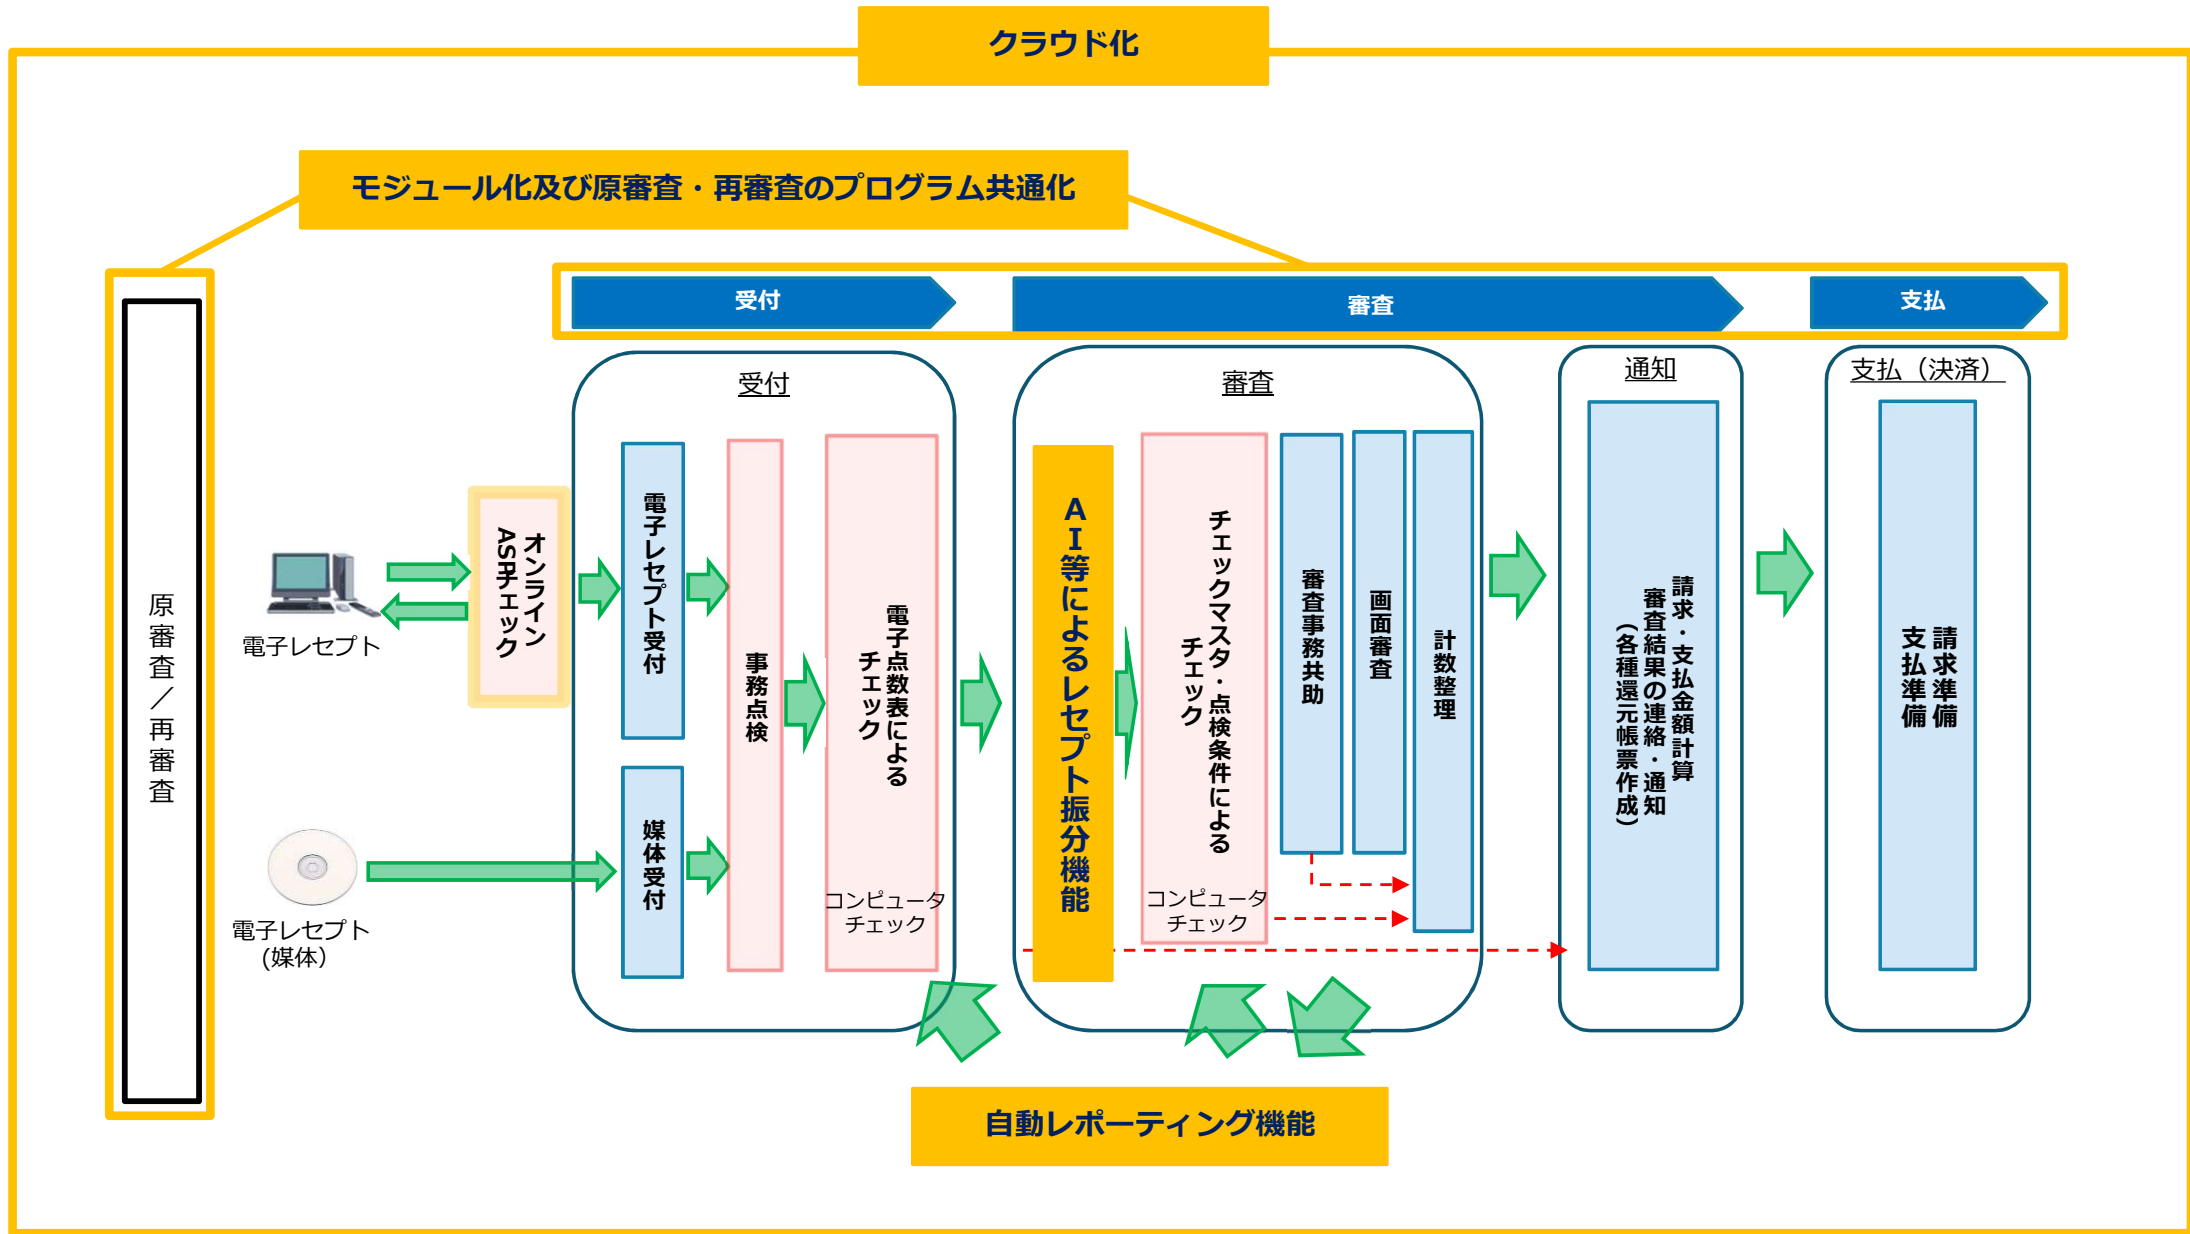 クラウド化
モジュール化及び原審査・再審査のプログラム共通化
受付
審査
支払
原審査／再審査
電子レセプト
電子レセプト
(媒体）
オンライン
ASPチェック
受付
電子レセプト受付
媒体受付
事務点検
電子点数表による
チェック
コンピュータ
チェック
審査
ＡＩ等によるレセプト振分機能
チェックマスタ・点検条件による
チェック
コンピュータ
チェック
審査事務共助
画面審査
計数整理
通知
請求・支払金額計算
審査結果の連絡・通知
（各種還元帳票作成）
支払（決済）
請求準備
支払準備
自動レポーティング機能